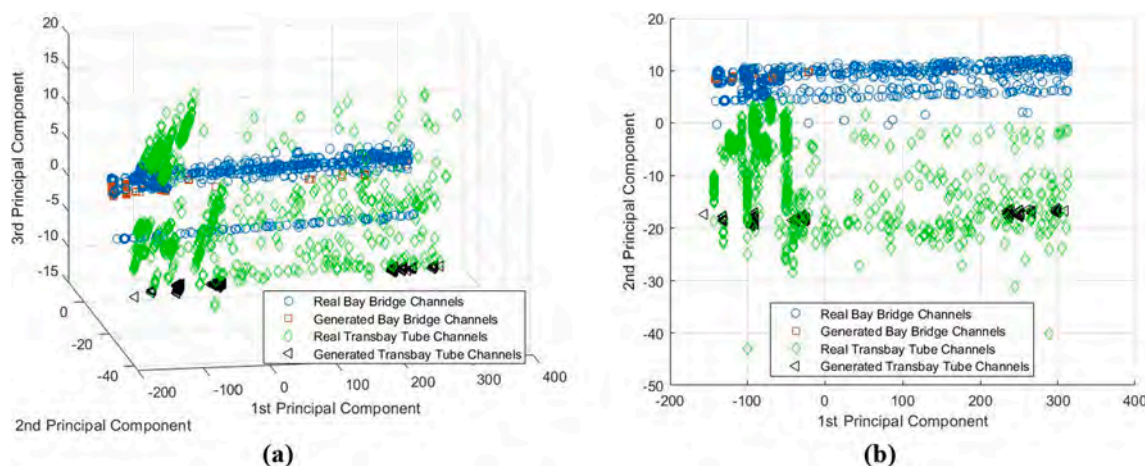 20
15
10
5
0
-5
-10
-15
3rd Principal Component
0
-20
-40
2nd Principal Component
-200
-100
0
100
200
300
400
1st Principal Component
Real Bay Bridge Channels
Generated Bay Bridge Channels
Real Transbay Tube Channels
Generated Transbay Tube Channels
(a)
20
10
0
-10
-20
-30
-40
-50
2nd Principal Component
-200
-100
0
100
200
300
400
1st Principal Component
Real Bay Bridge Channels
Generated Bay Bridge Channels
Real Transbay Tube Channels
Generated Transbay Tube Channels
(b)